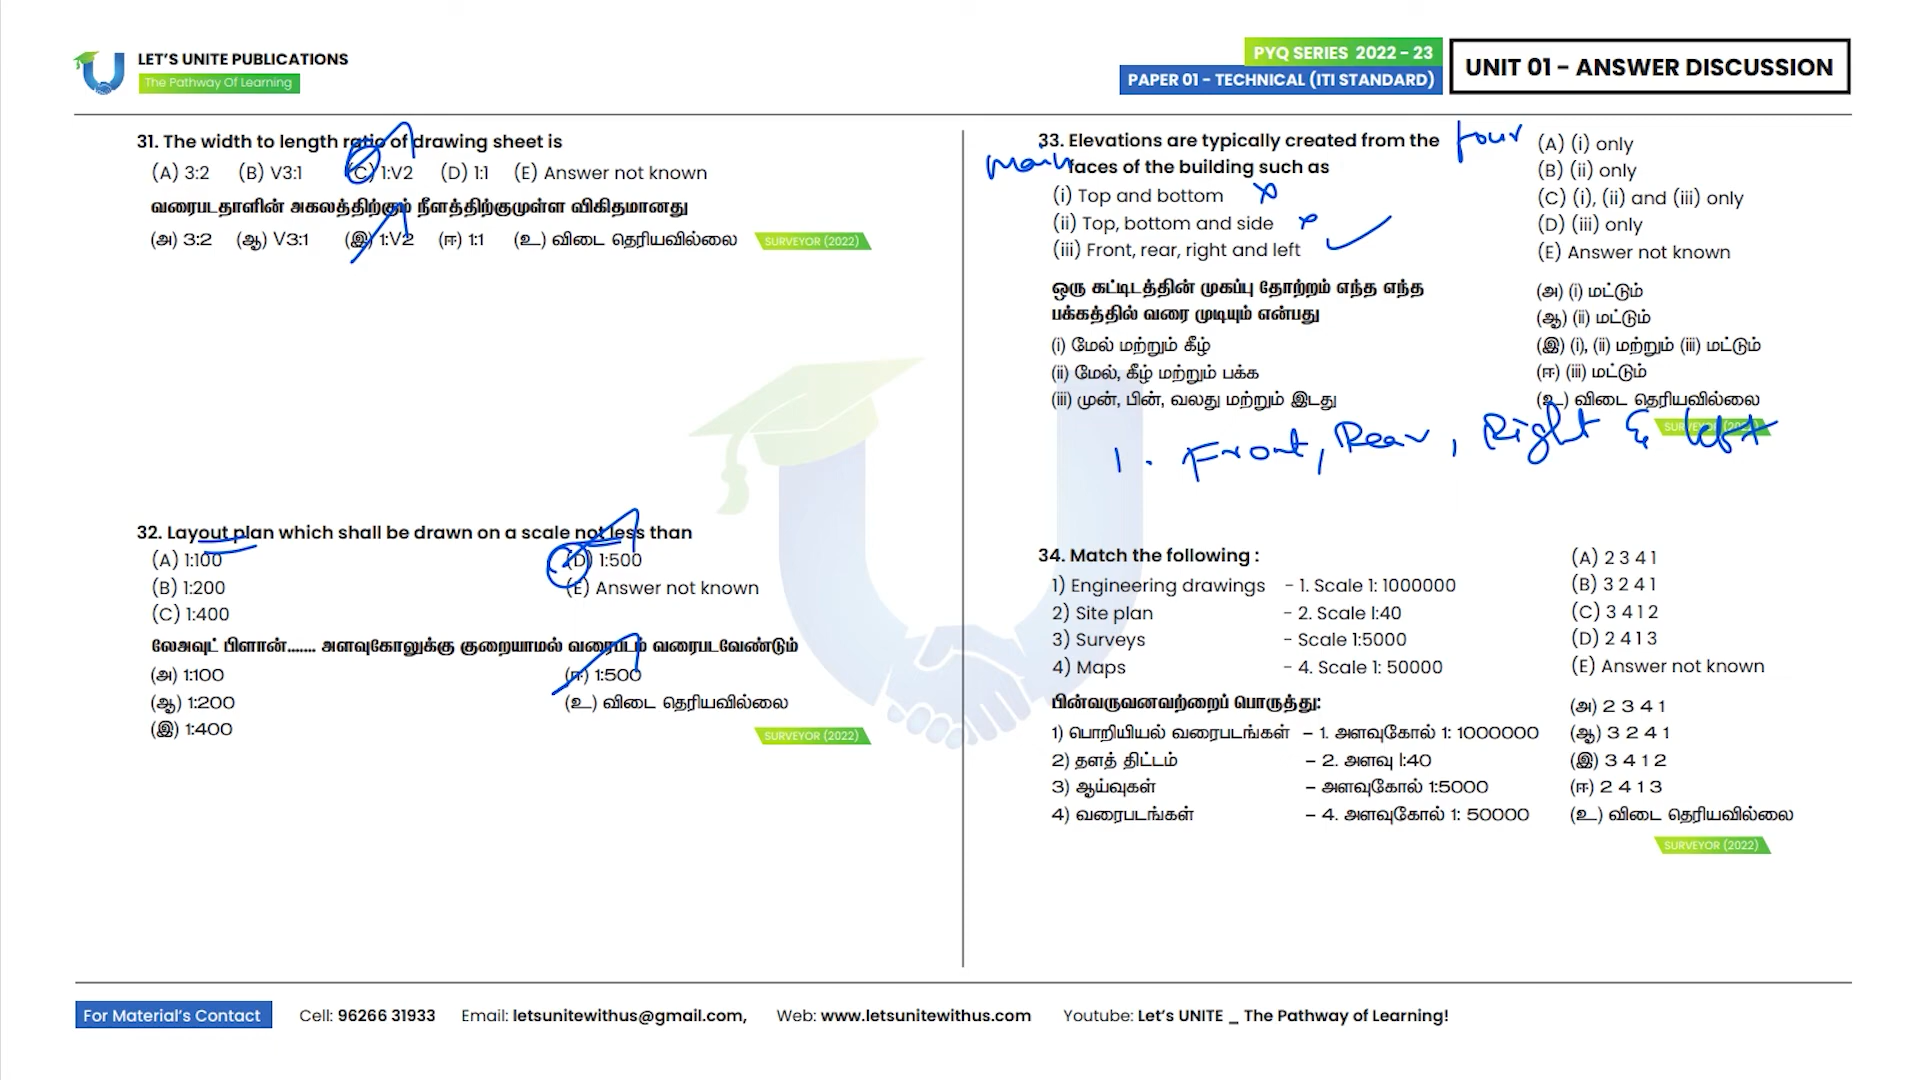 LET'S UNITE PUBLICATIONS
The Pathway Of Learning
PYQ SERIES 2022 - 23
PAPER 01 - TECHNICAL (ITI STANDARD)
UNIT 01 - ANSWER DISCUSSION
31. The width to length ratio of drawing sheet is
(A) 3:2 (B) V3:1 (C) 1:V2 (D) 1:1 (E) Answer not known
வரைபடதாளின் அகலத்திற்கும் நீளத்திற்குமுள்ள விகிதமானது
(அ) 3:2 (ஆ) V3:1 (இ) 1:V2 (ஈ) 1:1 (உ) விடை தெரியவில்லை
SURVEYOR (2022)
32. Layout plan which shall be drawn on a scale not less than
(A) 1:100
(D) 1:500
(B) 1:200
(E) Answer not known
(C) 1:400
லேஅவுட் பிளான்....... அளவுகோலுக்கு குறையாமல் வரைபடம் வரைபடவேண்டும்
(அ) 1:100
(ஈ) 1:500
(ஆ) 1:200
(உ) விடை தெரியவில்லை
(இ) 1:400
SURVEYOR (2022)
33. Elevations are typically created from the four
main faces of the building such as
(i) Top and bottom
(ii) Top, bottom and side
(iii) Front, rear, right and left
(A) (i) only
(B) (ii) only
(C) (i), (ii) and (iii) only
(D) (iii) only
(E) Answer not known
ஒரு கட்டிடத்தின் முகப்பு தோற்றம் எந்த எந்த
பக்கத்தில் வரை முடியும் என்பது
(i) மேல் மற்றும் கீழ்
(ii) மேல், கீழ் மற்றும் பக்க
(iii) முன், பின், வலது மற்றும் இடது
(அ) (i) மட்டும்
(ஆ) (ii) மட்டும்
(இ) (i), (ii) மற்றும் (iii) மட்டும்
(ஈ) (iii) மட்டும்
(உ) விடை தெரியவில்லை
SURVEYOR (2022)
1. Front, Rear, Right & left
34. Match the following :
1) Engineering drawings - 1. Scale 1: 1000000
2) Site plan - 2. Scale l:40
3) Surveys - Scale 1:5000
4) Maps - 4. Scale 1: 50000
(A) 2 3 4 1
(B) 3 2 4 1
(C) 3 4 1 2
(D) 2 4 1 3
(E) Answer not known
பின்வருவனவற்றைப் பொருத்து:
1) பொறியியல் வரைபடங்கள் - 1. அளவுகோல் 1: 1000000
2) தளத் திட்டம் - 2. அளவு l:40
3) ஆய்வுகள் - அளவுகோல் 1:5000
4) வரைபடங்கள் - 4. அளவுகோல் 1: 50000
(அ) 2 3 4 1
(ஆ) 3 2 4 1
(இ) 3 4 1 2
(ஈ) 2 4 1 3
(உ) விடை தெரியவில்லை
SURVEYOR (2022)
For Material's Contact Cell: 96266 31933 Email: letsunitewithus@gmail.com, Web: www.letsunitewithus.com Youtube: Let's UNITE _ The Pathway of Learning!